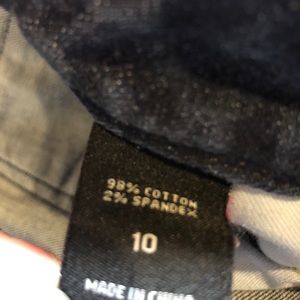 98% COTTON
2% SPANDEX
10
MADE IN CHINA